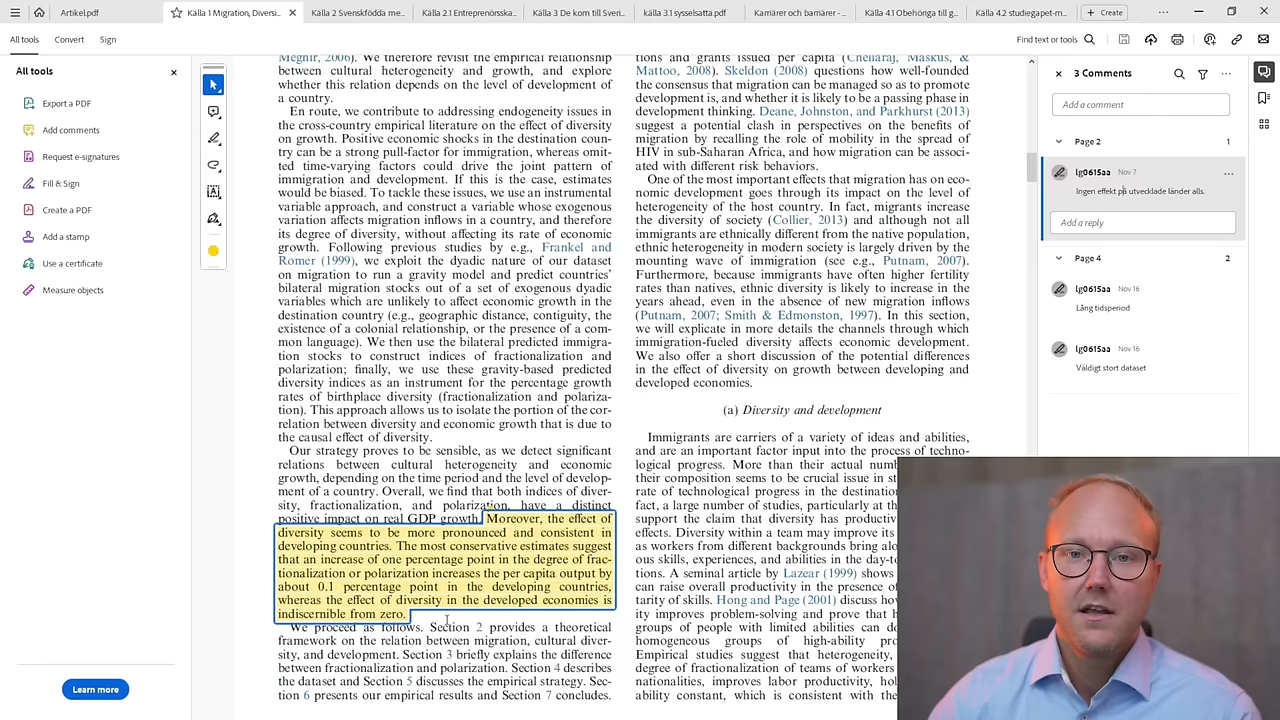 Artikel.pdf
Källa 1 Migration, Diversi...
Källa 2 Svenskfödda me...
Källa 2.1 Entreprenörska...
Källa 3 De kom till Sveri...
källa 3.1 sysselsatta.pdf
Karriärer och barriärer - ...
Källa 4.1 Obehöriga till g...
Källa 4.2 studiegapet-m...
Create
All tools
Convert
Sign
Find text or tools
All tools
Export a PDF
Add comments
Request e-signatures
Fill & Sign
Create a PDF
Add a stamp
Use a certificate
Measure objects
Learn more
Meghir, 2006). We therefore revisit the empirical relationship
between cultural heterogeneity and growth, and explore
whether this relation depends on the level of development of
a country.
En route, we contribute to addressing endogeneity issues in
the cross-country empirical literature on the effect of diversity
on growth. Positive economic shocks in the destination coun-
try can be a strong pull-factor for immigration, whereas omit-
ted time-varying factors could drive the joint pattern of
immigration and development. If this is the case, estimates
would be biased. To tackle these issues, we use an instrumental
variable approach, and construct a variable whose exogenous
variation affects migration inflows in a country, and therefore
its degree of diversity, without affecting its rate of economic
growth. Following previous studies by e.g., Frankel and
Romer (1999), we exploit the dyadic nature of our dataset
on migration to run a gravity model and predict countries'
bilateral migration stocks out of a set of exogenous dyadic
variables which are unlikely to affect economic growth in the
destination country (e.g., geographic distance, contiguity, the
existence of a colonial relationship, or the presence of a com-
mon language). We then use the bilateral predicted immigra-
tion stocks to construct indices of fractionalization and
polarization; finally, we use these gravity-based predicted
diversity indices as an instrument for the percentage growth
rates of birthplace diversity (fractionalization and polariza-
tion). This approach allows us to isolate the portion of the cor-
relation between diversity and economic growth that is due to
the causal effect of diversity.
Our strategy proves to be sensible, as we detect significant
relations between cultural heterogeneity and economic
growth, depending on the time period and the level of develop-
ment of a country. Overall, we find that both indices of diver-
sity, fractionalization, and polarization, have a distinct
positive impact on real GDP growth. Moreover, the effect of
diversity seems to be more pronounced and consistent in
developing countries. The most conservative estimates suggest
that an increase of one percentage point in the degree of frac-
tionalization or polarization increases the per capita output by
about 0.1 percentage point in the developing countries,
whereas the effect of diversity in the developed economies is
indiscernible from zero.
We proceed as follows. Section 2 provides a theoretical
framework on the relation between migration, cultural diver-
sity, and development. Section 3 briefly explains the difference
between fractionalization and polarization. Section 4 describes
the dataset and Section 5 discusses the empirical strategy. Sec-
tion 6 presents our empirical results and Section 7 concludes.
tions and grants issued per capita (Chellaraj, Maskus, &
Mattoo, 2008). Skeldon (2008) questions how well-founded
the consensus that migration can be managed so as to promote
development is, and whether it is likely to be a passing phase in
development thinking. Deane, Johnston, and Parkhurst (2013)
suggest a potential clash in perspectives on the benefits of
migration by recalling the role of mobility in the spread of
HIV in sub-Saharan Africa, and how migration can be associ-
ated with different risk behaviors.
One of the most important effects that migration has on eco-
nomic development goes through its impact on the level of
heterogeneity of the host country. In fact, migrants increase
the diversity of society (Collier, 2013) and although not all
immigrants are ethnically different from the native population,
ethnic heterogeneity in modern society is largely driven by the
mounting wave of immigration (see e.g., Putnam, 2007).
Furthermore, because immigrants have often higher fertility
rates than natives, ethnic diversity is likely to increase in the
years ahead, even in the absence of new migration inflows
(Putnam, 2007; Smith & Edmonston, 1997). In this section,
we will explicate in more details the channels through which
immigration-fueled diversity affects economic development.
We also offer a short discussion of the potential differences
in the effect of diversity on growth between developing and
developed economies.
(a) Diversity and development
Immigrants are carriers of a variety of ideas and abilities,
and are an important factor input into the process of techno-
logical progress. More than their actual num
their composition seems to be crucial issue in st
rate of technological progress in the destination
fact, a large number of studies, particularly at th
support the claim that diversity has productiv
effects. Diversity within a team may improve its
as workers from different backgrounds bring alo
ous skills, experiences, and abilities in the day-to
tions. A seminal article by Lazear (1999) shows
can raise overall productivity in the presence of
tarity of skills. Hong and Page (2001) discuss how
ity improves problem-solving and prove that h
groups of people with limited abilities can do
homogeneous groups of high-ability pro
Empirical studies suggest that heterogeneity,
degree of fractionalization of teams of workers
nationalities, improves labor productivity, hol
ability constant, which is consistent with the
3 Comments
Add a comment
Page 2
1
lg0615aa Nov 7
Ingen effekt på utvecklade länder alls.
Add a reply
Page 4
2
lg0615aa Nov 16
Lång tidsperiod
lg0615aa Nov 16
Väldigt stort dataset